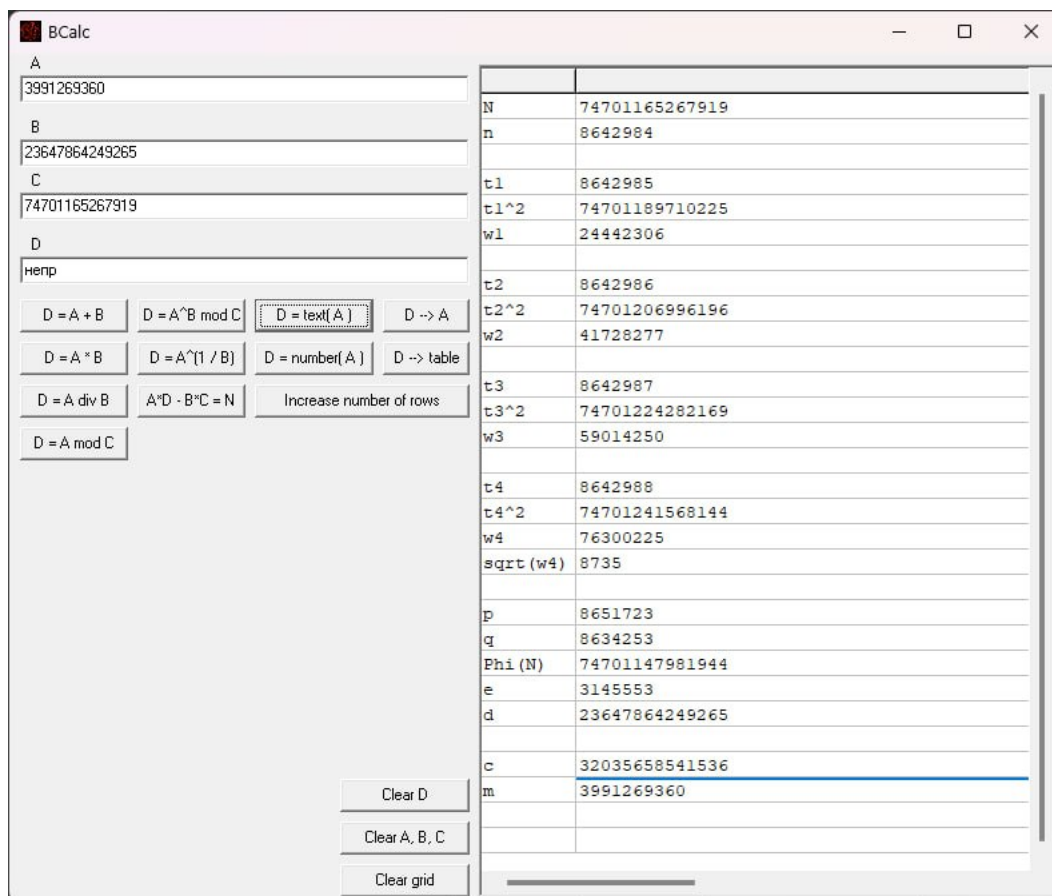 BCalc
A
3991269360
B
23647864249265
C
74701165267919
D
непр
D = A + B
D = A^B mod C
D = text( A )
D --> A
D = A * B
D = A^(1 / B)
D = number( A )
D --> table
D = A div B
A*D - B*C = N
Increase number of rows
D = A mod C
Clear D
Clear A, B, C
Clear grid
N 74701165267919
n 8642984
t1 8642985
t1^2 74701189710225
w1 24442306
t2 8642986
t2^2 74701206996196
w2 41728277
t3 8642987
t3^2 74701224282169
w3 59014250
t4 8642988
t4^2 74701241568144
w4 76300225
sqrt(w4) 8735
p 8651723
q 8634253
Phi(N) 74701147981944
e 3145553
d 23647864249265
c 32035658541536
m 3991269360